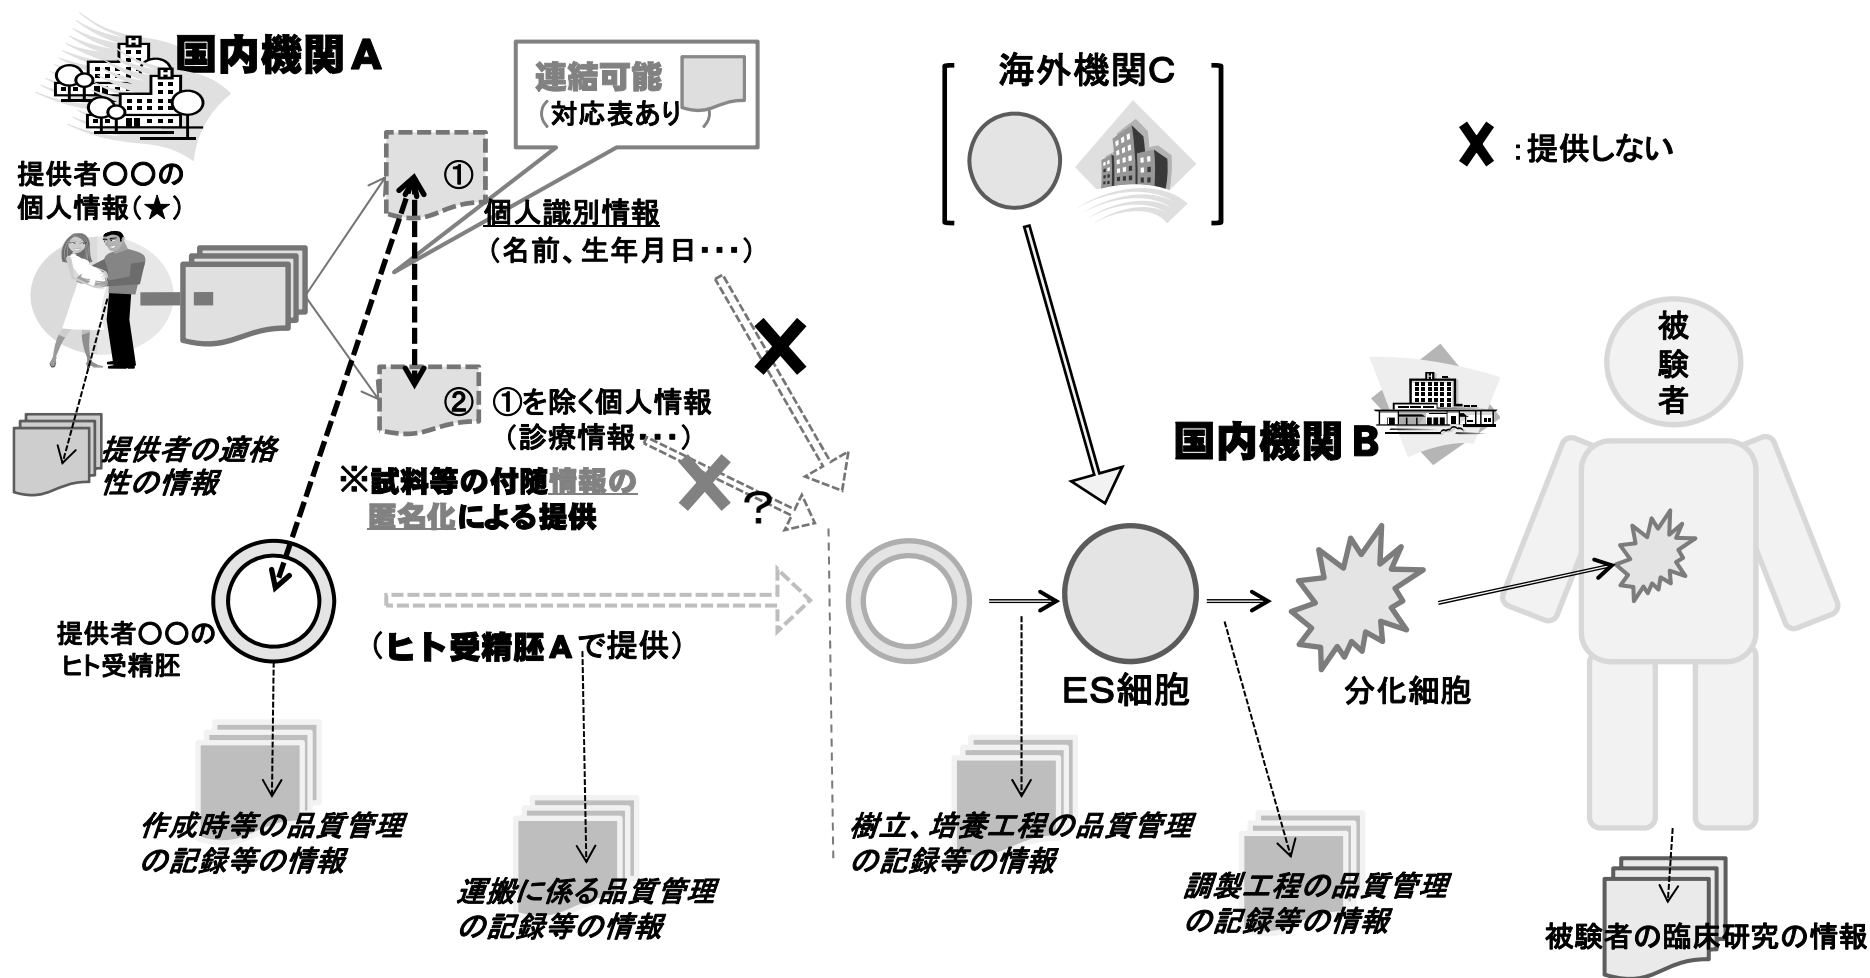 国内機関A
連結可能
（対応表あり）
海外機関C
：提供しない
①
提供者〇〇の
個人情報（★）
個人識別情報
（名前、生年月日・・・）
被験者
② ①を除く個人情報
（診療情報・・・）
国内機関B
提供者の適格
性の情報
※試料等の付随情報の
匿名化による提供
？
提供者〇〇の
ヒト受精胚
（ヒト受精胚Aで提供）
ES細胞
分化細胞
作成時等の品質管理
の記録等の情報
運搬に係る品質管理
の記録等の情報
樹立、培養工程の品質管理
の記録等の情報
調製工程の品質管理
の記録等の情報
被験者の臨床研究の情報